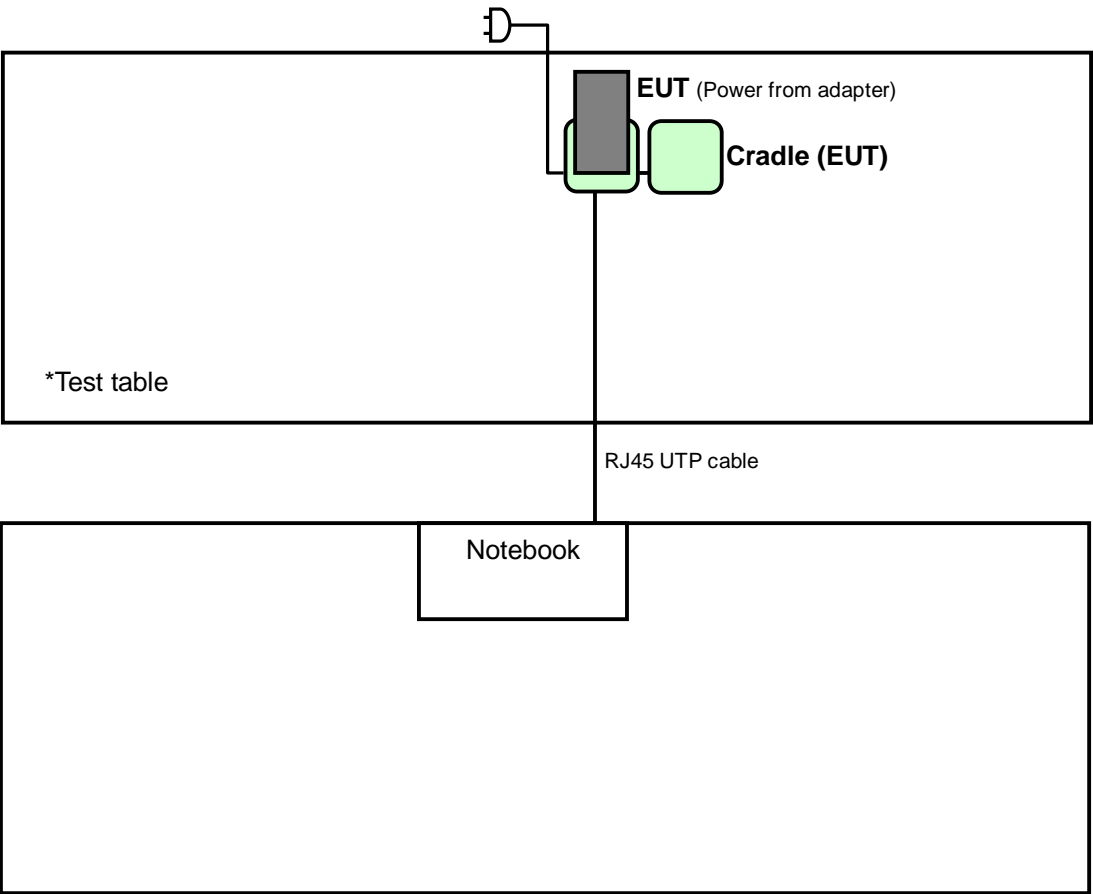 EUT (Power from adapter)
Cradle (EUT)
*Test table
RJ45 UTP cable
Notebook